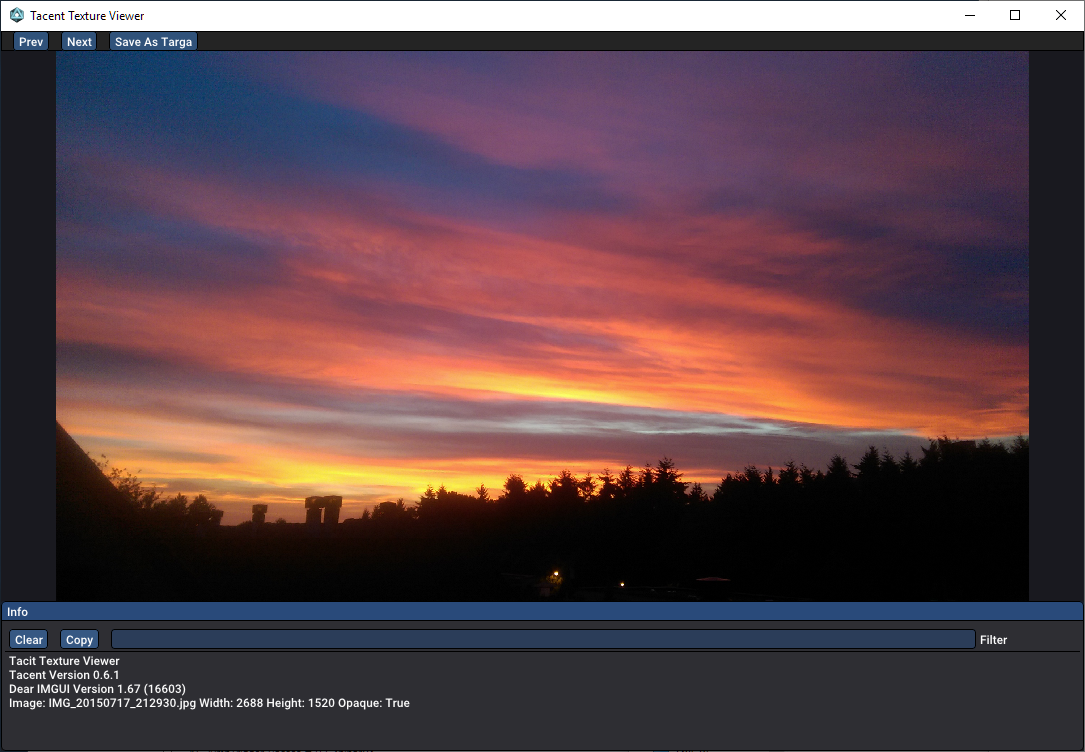 Tacent Texture Viewer
Prev Next Save As Targa
Info
Clear Copy Filter
Tacit Texture Viewer
Tacent Version 0.6.1
Dear IMGUI Version 1.67 (16603)
Image: IMG_20150717_212930.jpg Width: 2688 Height: 1520 Opaque: True